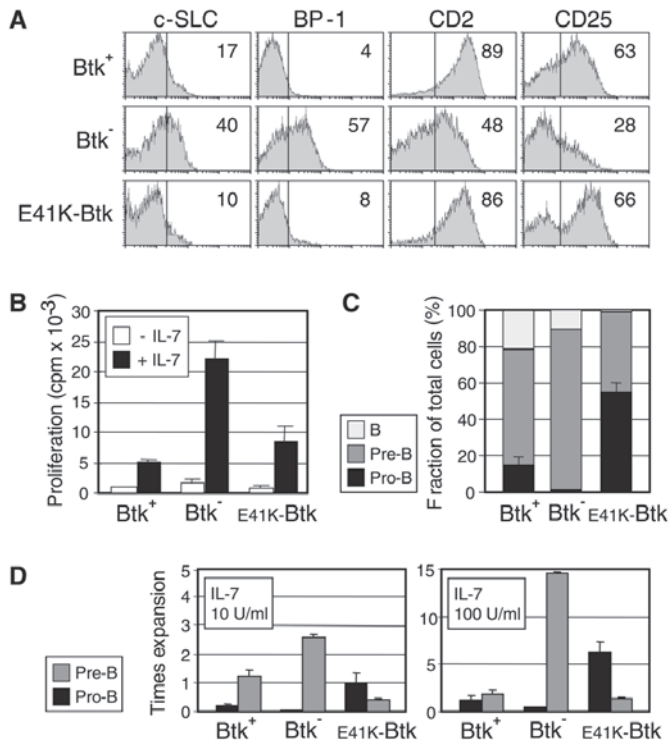 A
c-SLC BP-1 CD2 CD25
Btk+ 17 4 89 63
Btk- 40 57 48 28
E41K-Btk 10 8 86 66
B
Proliferation (cpm x 10-3)
30
25
20
15
10
5
0
- IL-7
+ IL-7
Btk+ Btk- E41K-Btk
C
Fraction of total cells (%)
100
80
60
40
20
0
B
Pre-B
Pro-B
Btk+ Btk- E41K-Btk
D
Pre-B
Pro-B
Times expansion
5
4
3
2
1
0
IL-7
10 U/ml
Btk+ Btk- E41K-Btk
15
10
5
0
IL-7
100 U/ml
Btk+ Btk- E41K-Btk